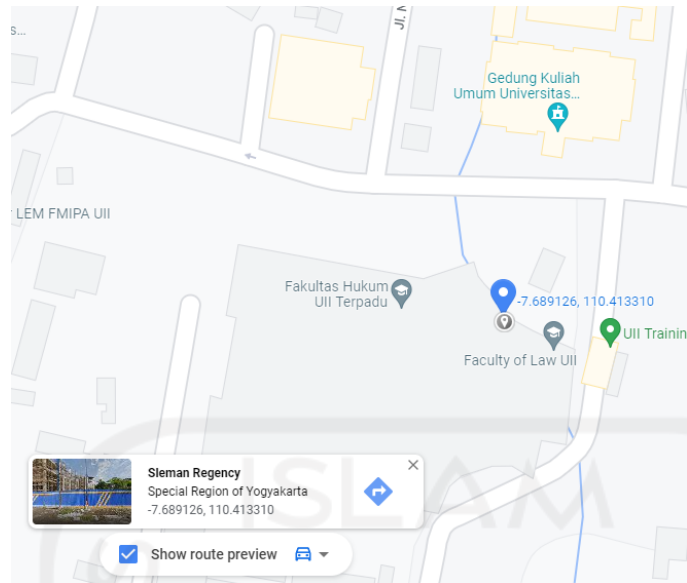 s...
Jl. M
Gedung Kuliah
Umum Universitas...
LEM FMIPA UII
Fakultas Hukum
UII Terpadu
-7.689126, 110.413310
UII Trainin
Faculty of Law UII
ISLAM
Sleman Regency
Special Region of Yogyakarta
-7.689126, 110.413310
Show route preview